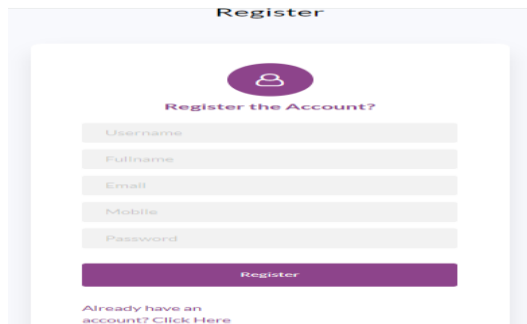 Register
Register the Account?
Username
Fullname
Email
Mobile
Password
Register
Already have an
account? Click Here